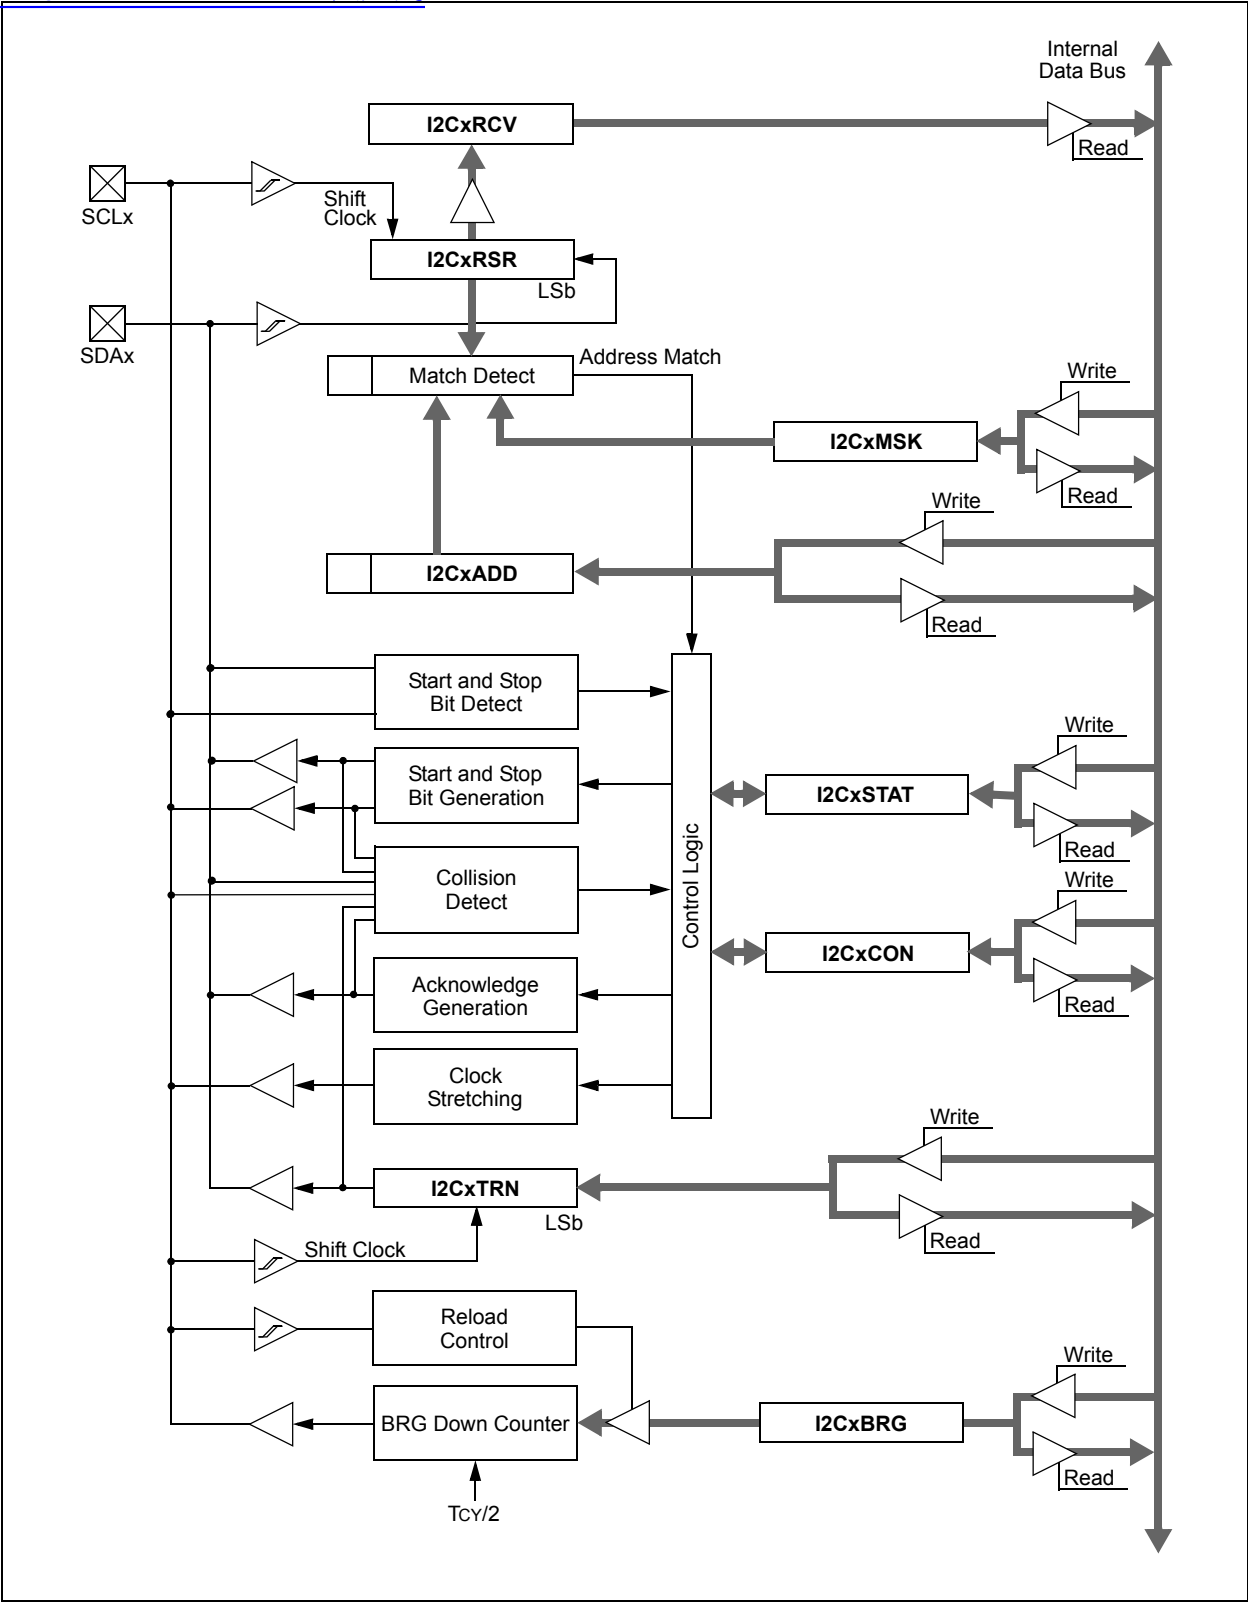 Internal
Data Bus
I2CxRCV
Read
SCLx
Shift
Clock
I2CxRSR
LSb
SDAx
Address Match
Match Detect
Write
I2CxMSK
Read
Write
I2CxADD
Read
Start and Stop
Bit Detect
Write
Start and Stop
Bit Generation
I2CxSTAT
Control Logic
Read
Collision
Detect
Write
I2CxCON
Acknowledge
Generation
Read
Clock
Stretching
Write
I2CxTRN
LSb
Read
Shift Clock
Reload
Control
Write
BRG Down Counter
I2CxBRG
Read
TCY/2